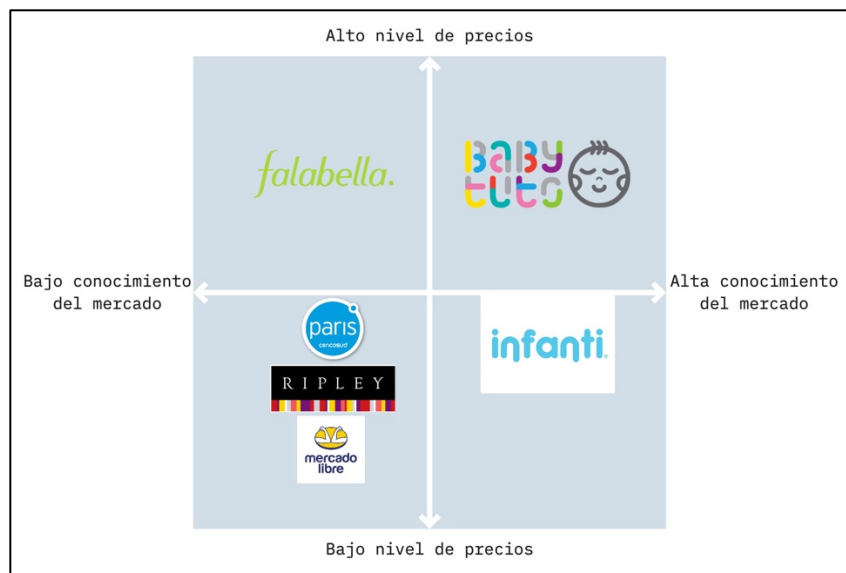 Alto nivel de precios
falabella.
BABY
tuto
Bajo conocimiento
del mercado
Alta conocimiento
del mercado
paris
cencosud
infanti
RIPLEY
mercado
libre
Bajo nivel de precios